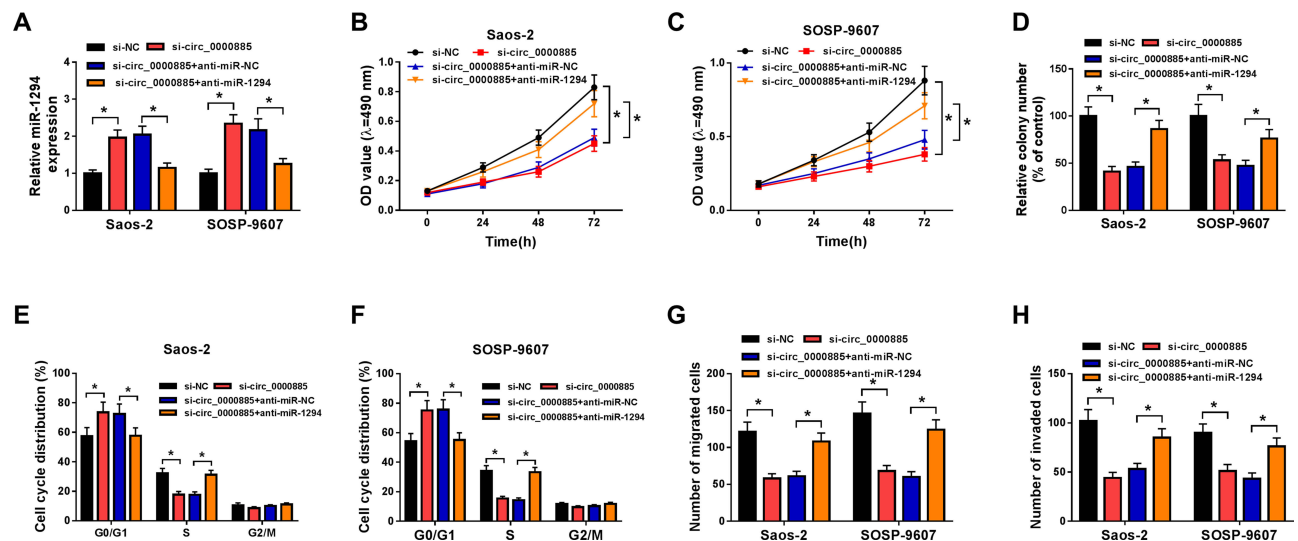 A
si-NC si-circ_0000885
si-circ_0000885+anti-miR-NC
si-circ_0000885+anti-miR-1294
Relative miR-1294
expression
4
3
2
1
0
* * * *
Saos-2 SOSP-9607
B
Saos-2
si-NC si-circ_0000885
si-circ_0000885+anti-miR-NC
si-circ_0000885+anti-miR-1294
OD value (λ=490 nm)
1.0
0.8
0.6
0.4
0.2
0.0
* *
0 24 48 72
Time(h)
C
SOSP-9607
si-NC si-circ_0000885
si-circ_0000885+anti-miR-NC
si-circ_0000885+anti-miR-1294
OD value (λ=490 nm)
1.0
0.5
0.0
* *
0 24 48 72
Time(h)
D
si-NC si-circ_0000885
si-circ_0000885+anti-miR-NC
si-circ_0000885+anti-miR-1294
Relative colony number
(% of control)
150
100
50
0
* * * *
Saos-2 SOSP-9607
E
Saos-2
si-NC si-circ_0000885
si-circ_0000885+anti-miR-NC
si-circ_0000885+anti-miR-1294
Cell cycle distribution (%)
100
80
60
40
20
0
* * * *
G0/G1 S G2/M
F
SOSP-9607
si-NC si-circ_0000885
si-circ_0000885+anti-miR-NC
si-circ_0000885+anti-miR-1294
Cell cycle distribution (%)
100
80
60
40
20
0
* * * *
G0/G1 S G2/M
G
si-NC si-circ_0000885
si-circ_0000885+anti-miR-NC
si-circ_0000885+anti-miR-1294
Number of migrated cells
200
150
100
50
0
* * * *
Saos-2 SOSP-9607
H
si-NC si-circ_0000885
si-circ_0000885+anti-miR-NC
si-circ_0000885+anti-miR-1294
Number of invaded cells
150
100
50
0
* * * *
Saos-2 SOSP-9607